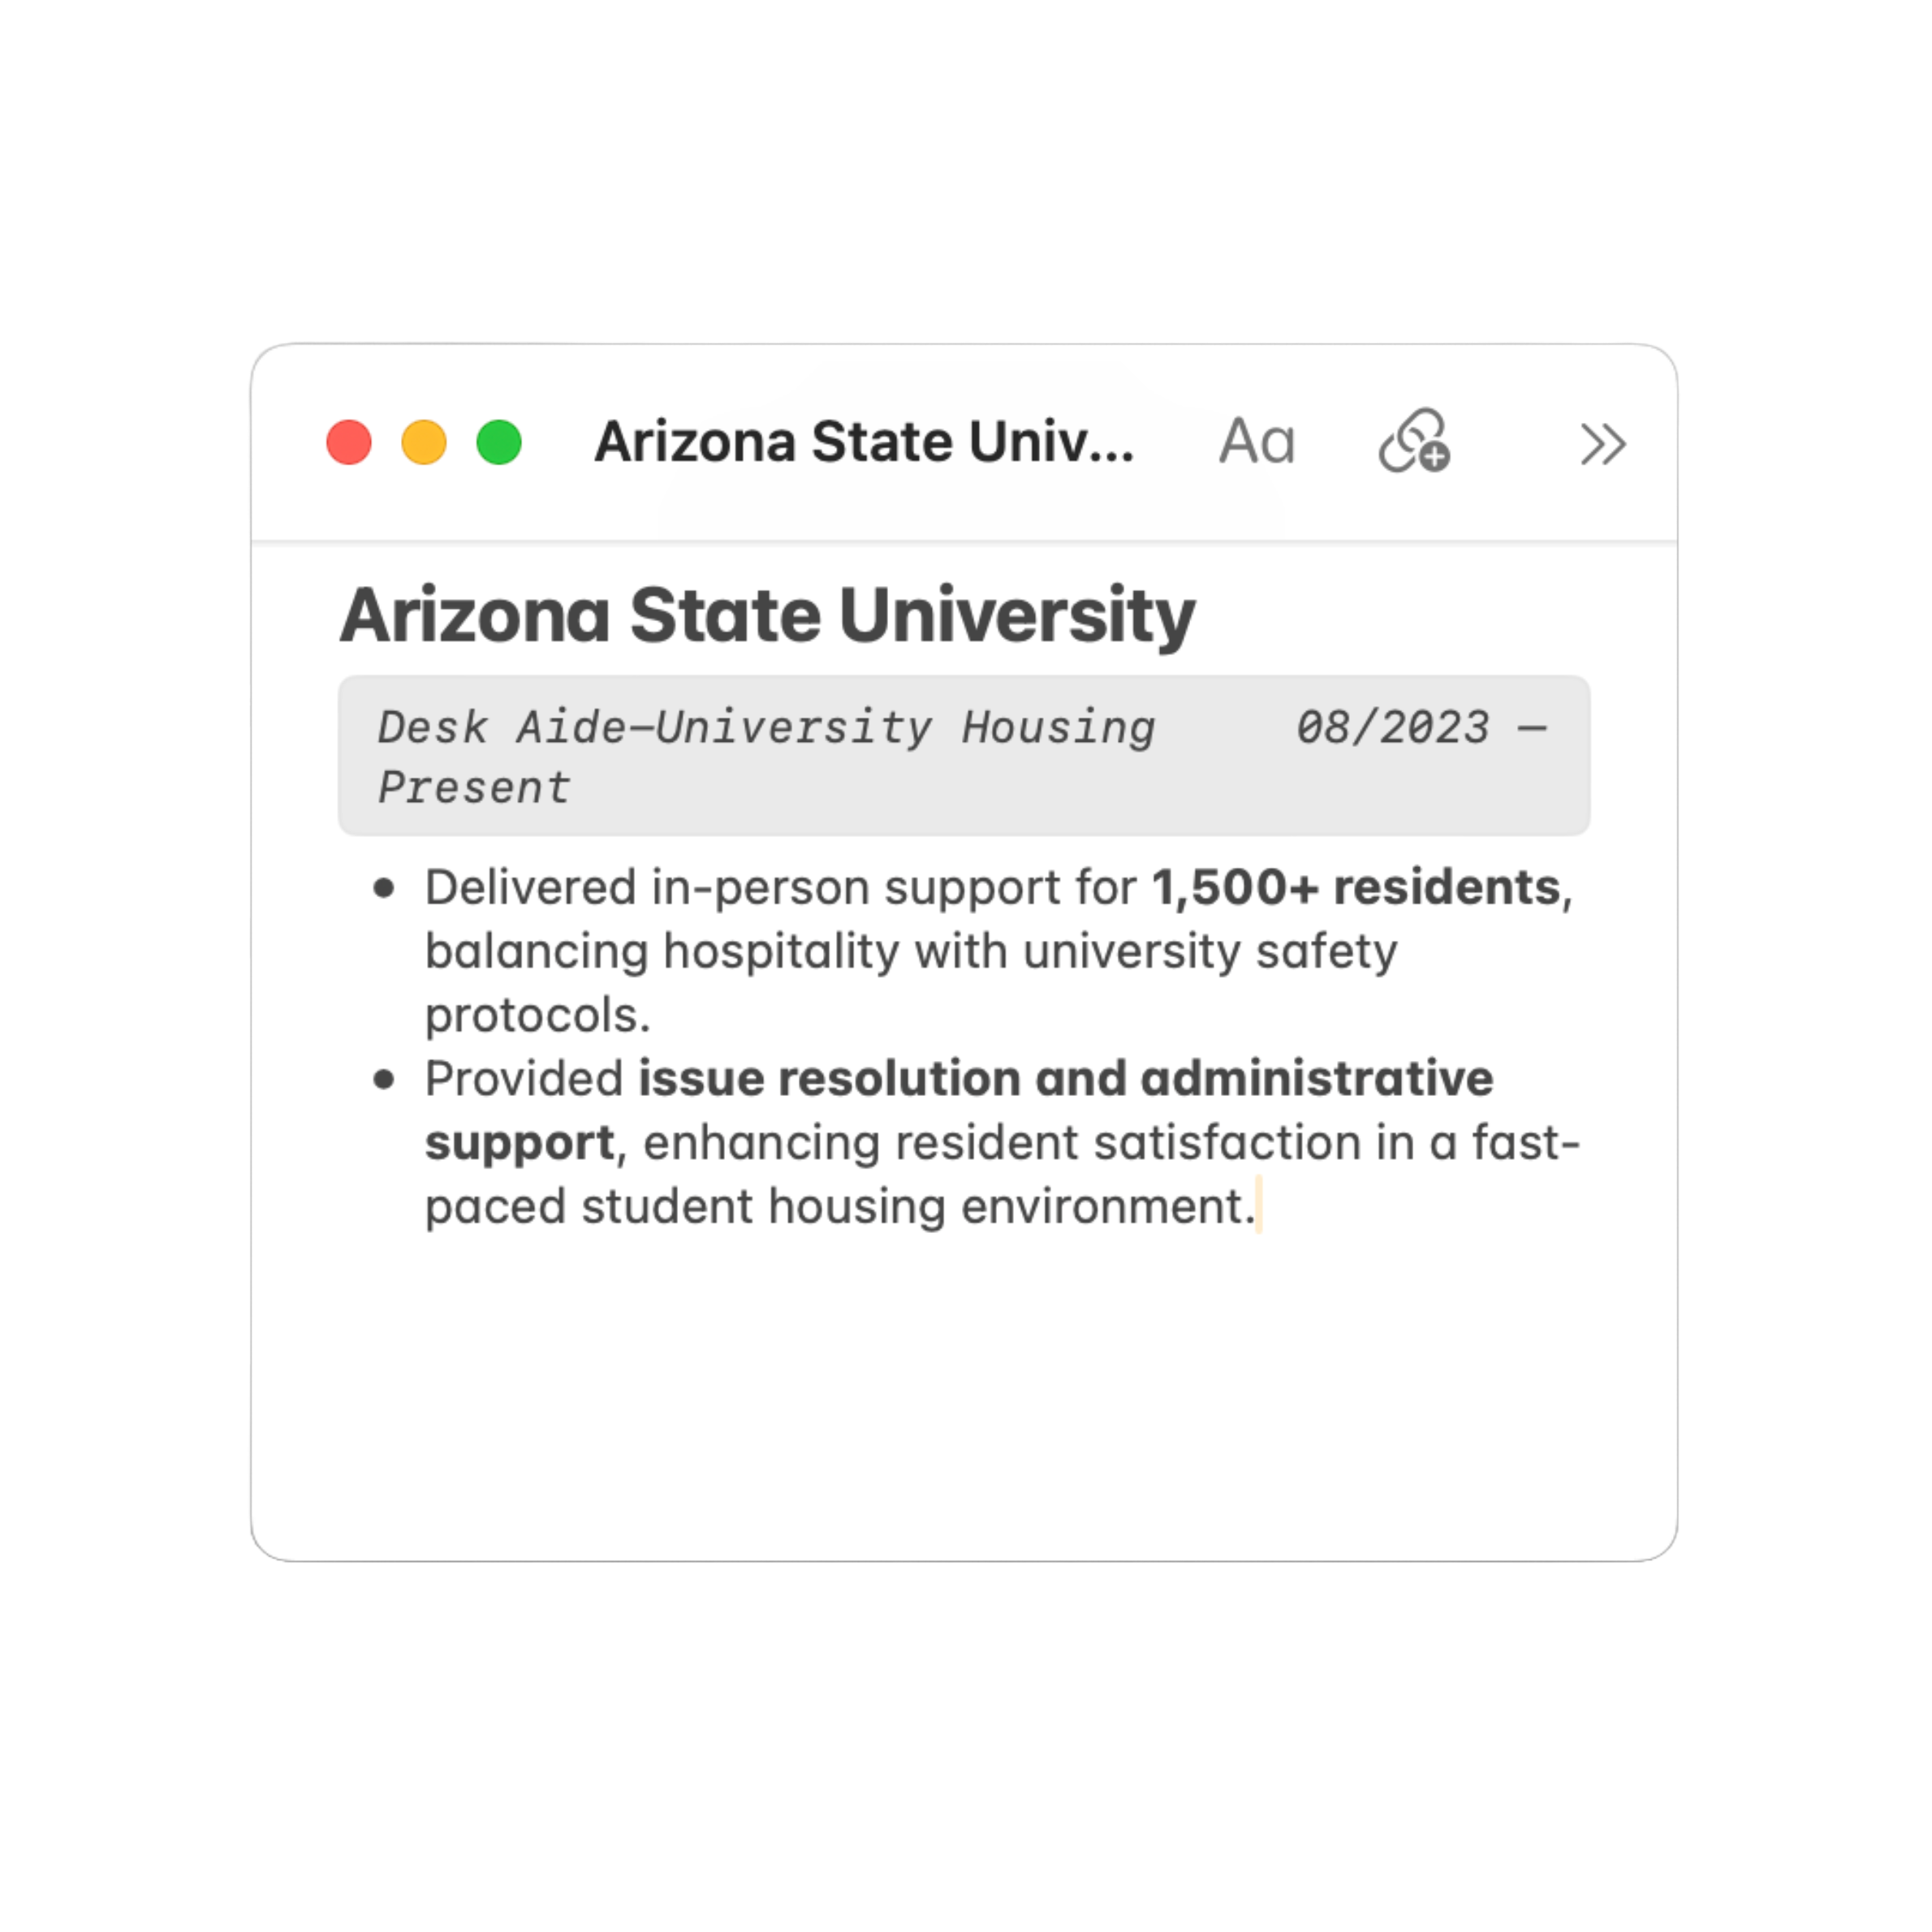 Arizona State Univ...
Aa
Arizona State University
Desk Aide–University Housing 08/2023 –
Present
• Delivered in-person support for 1,500+ residents,
balancing hospitality with university safety
protocols.
• Provided issue resolution and administrative
support, enhancing resident satisfaction in a fast-
paced student housing environment.